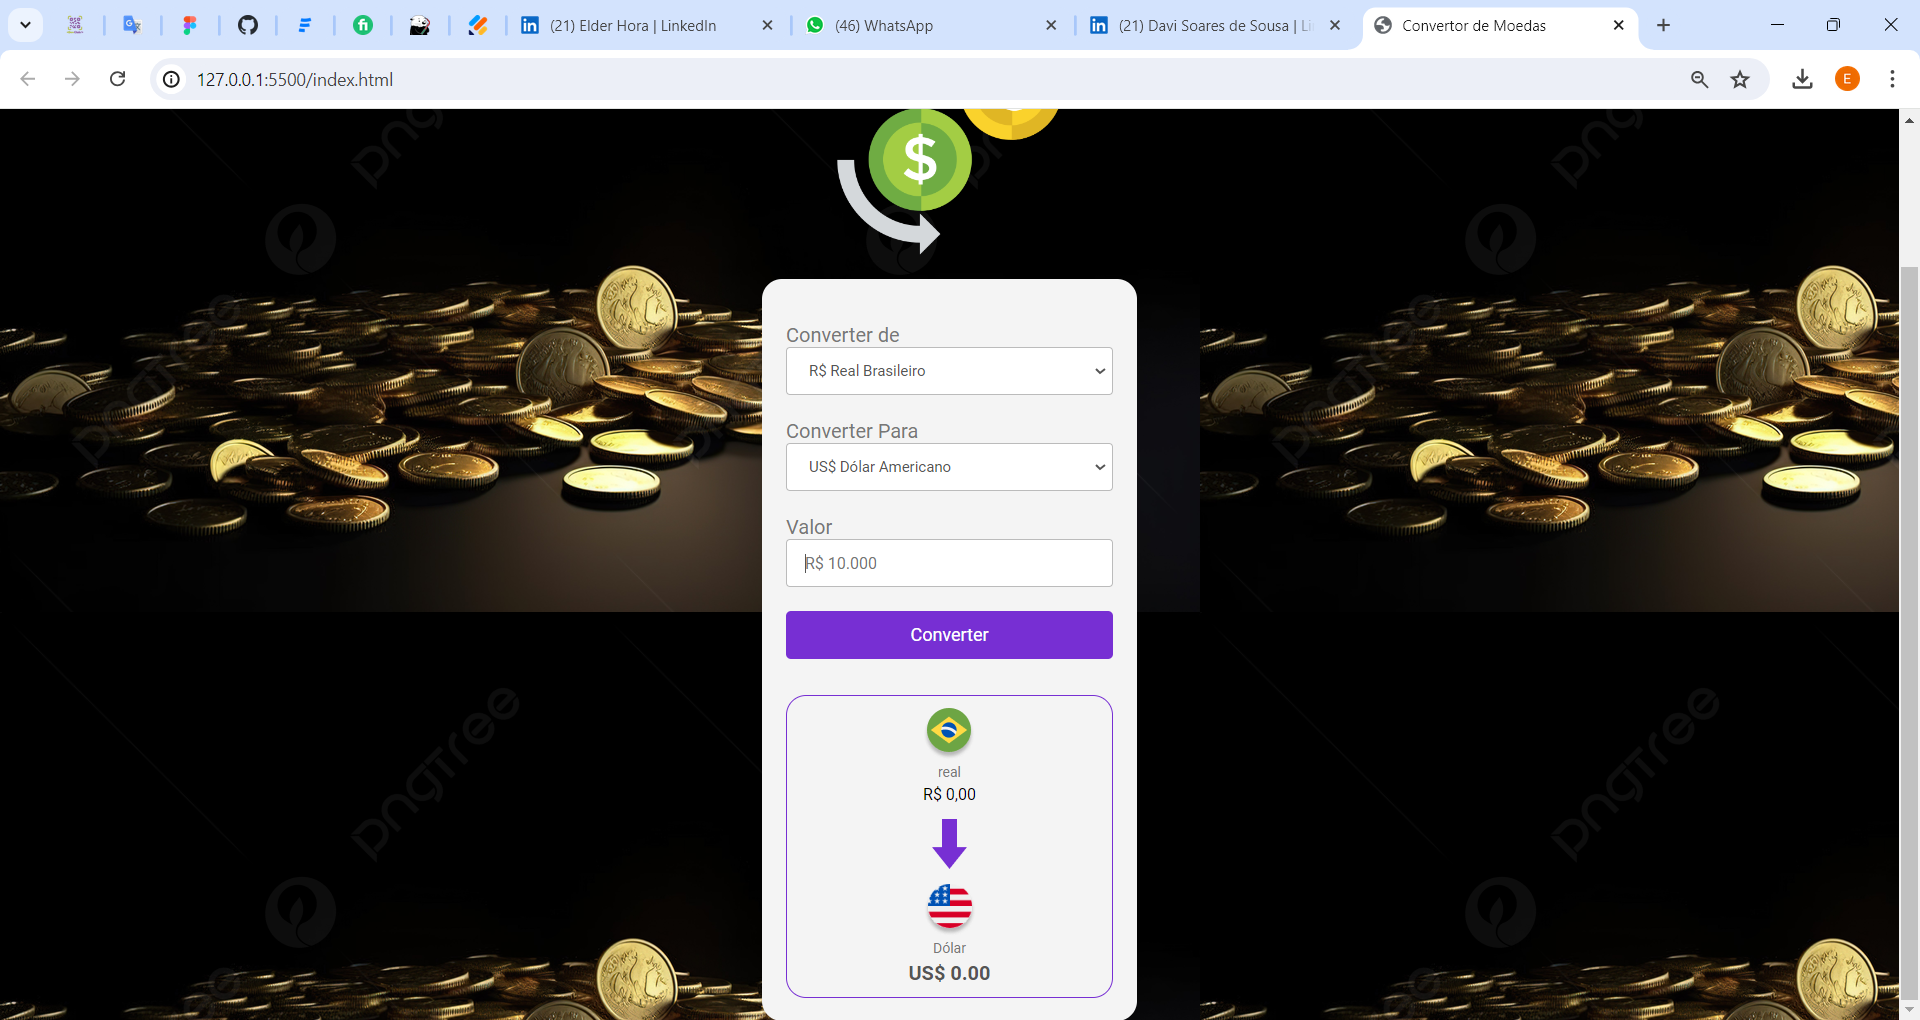 (21) Elder Hora | LinkedIn
(46) WhatsApp
(21) Davi Soares de Sousa | Li
Convertor de Moedas
127.0.0.1:5500/index.html
E
$
Converter de
R$ Real Brasileiro
Converter Para
US$ Dólar Americano
Valor
R$ 10.000
Converter
real
R$ 0,00
Dólar
US$ 0.00
pngtree
pngtree